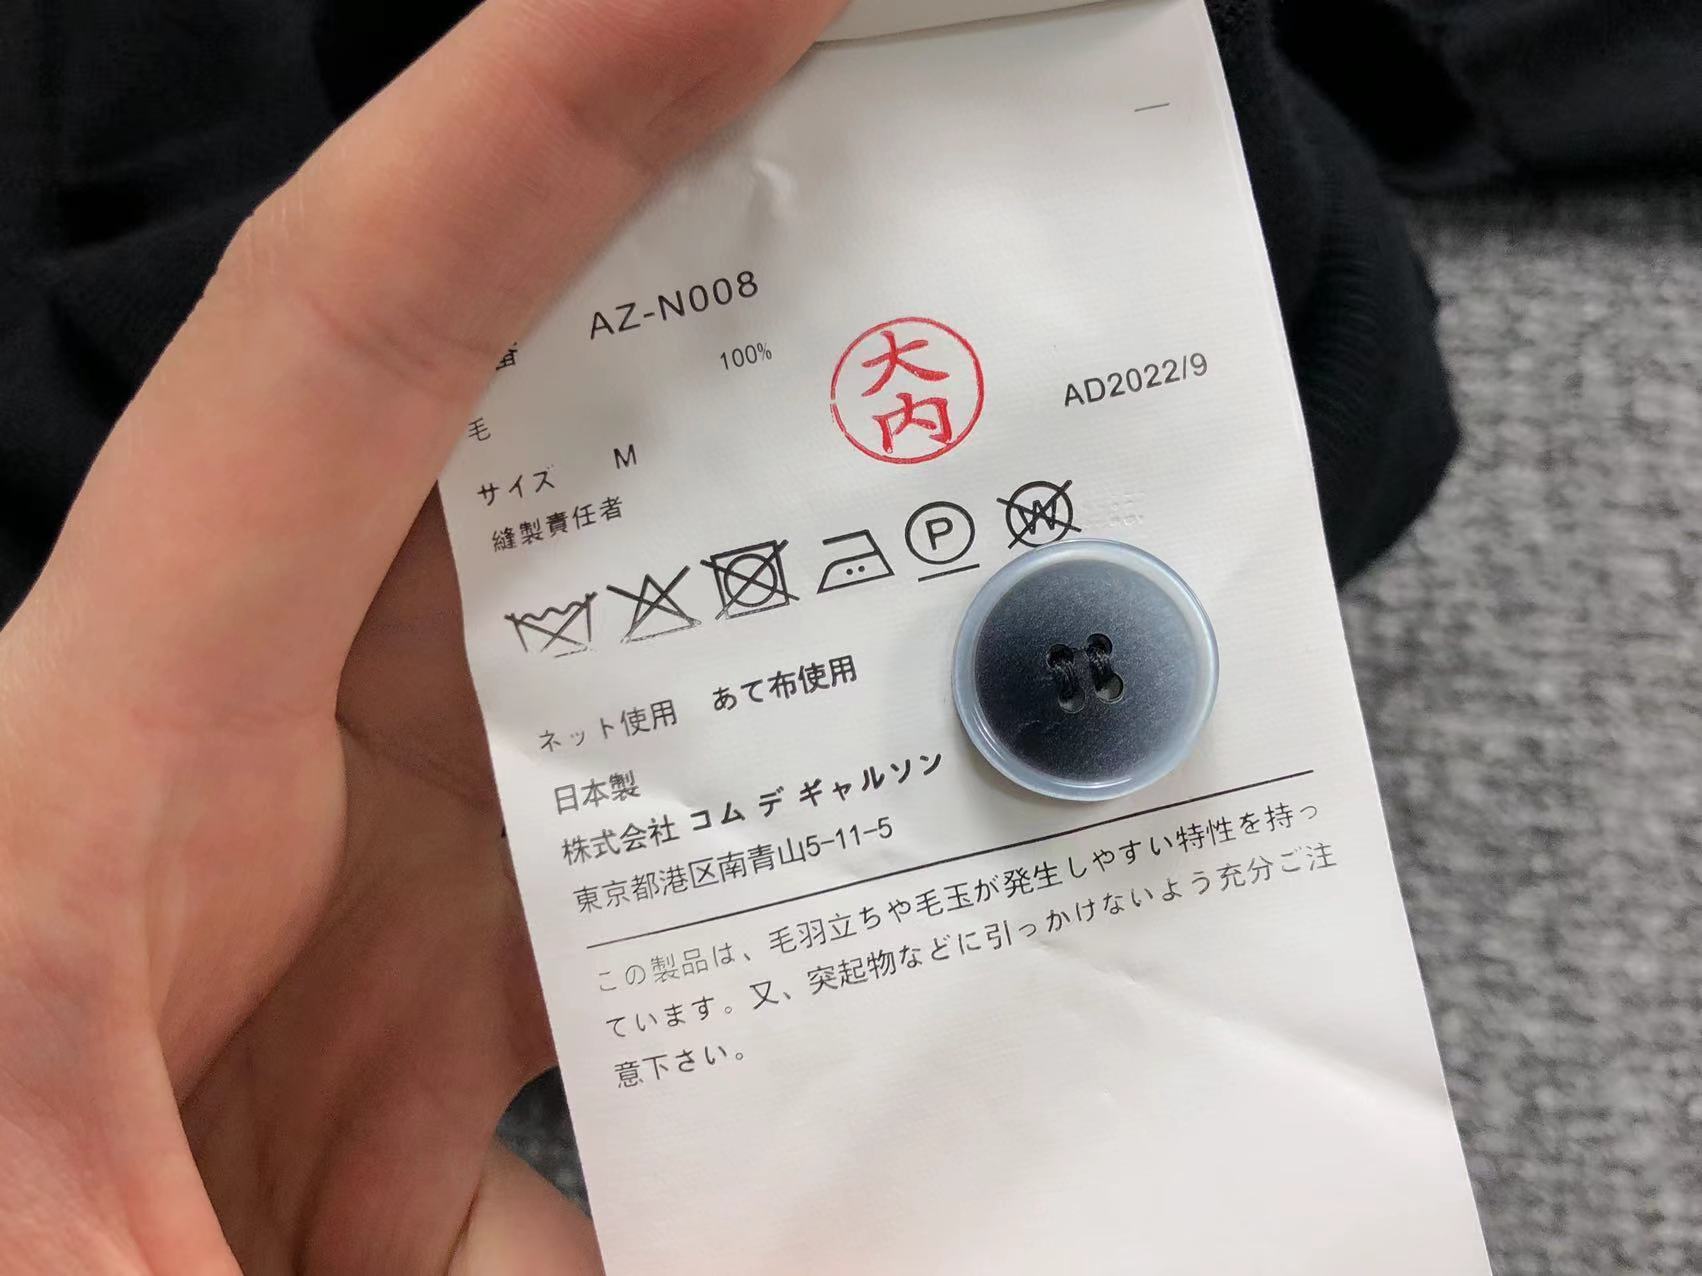 番 AZ-N008
毛 100%
大内
AD2022/9
サイズ M
縫製責任者
P W
ネット使用 あて布使用
日本製
株式会社 コム デ ギャルソン
東京都港区南青山5-11-5
この製品は、毛羽立ちや毛玉が発生しやすい特性を持っ
ています。又、突起物などに引っかけないよう充分ご注
意下さい。